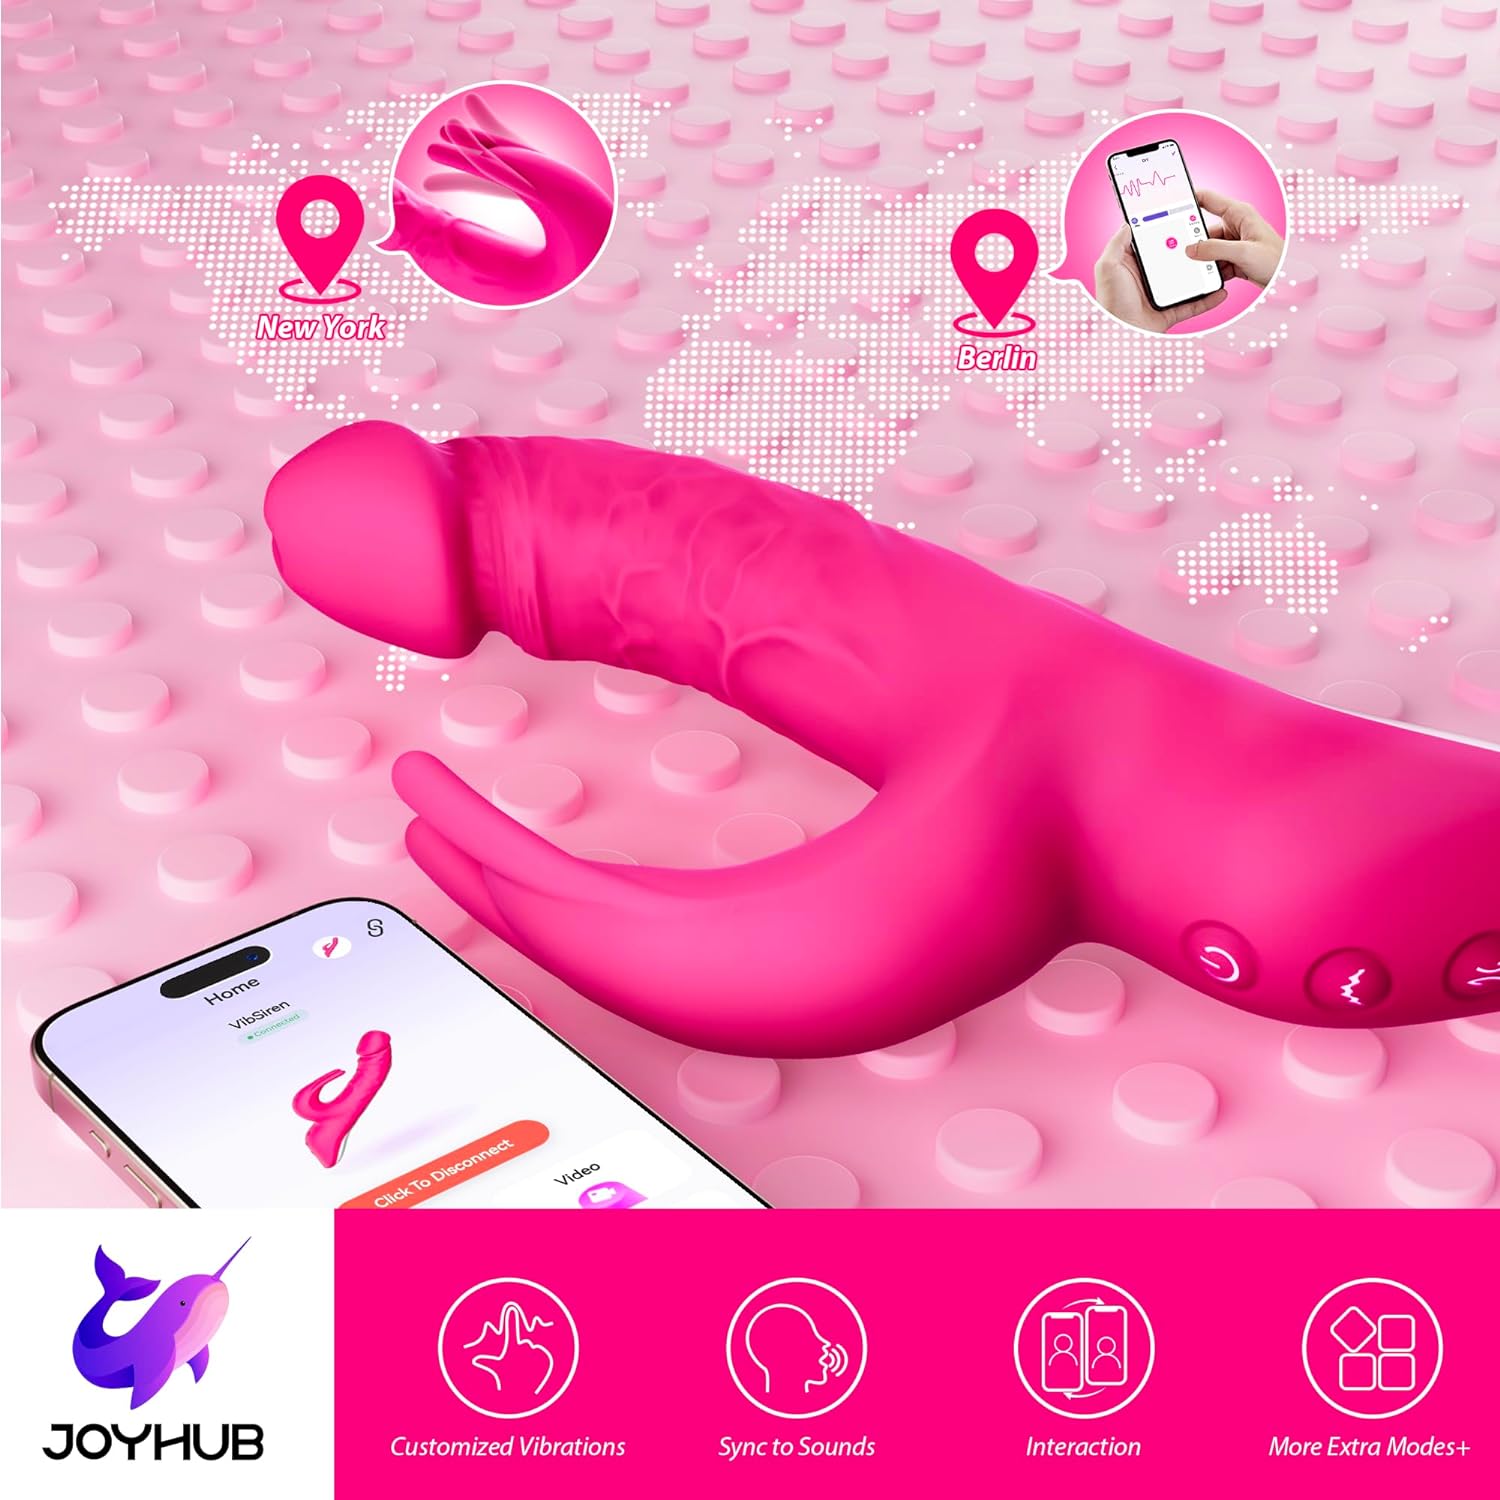 New York
Berlin
Home
VibSiren
Connected
Click To Disconnect
Video
JOYHUB
Customized Vibrations
Sync to Sounds
Interaction
More Extra Modes+